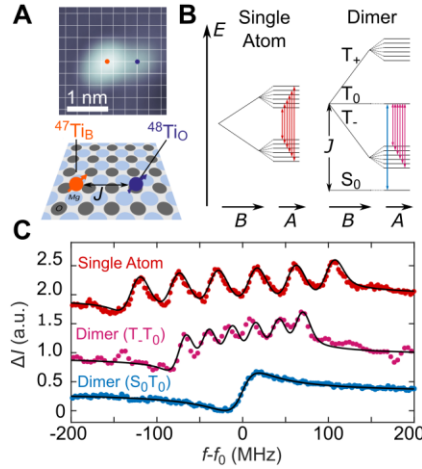 A
1 nm
47TiB
48TiO
J
Mg
O
B
E
Single
Atom
Dimer
T+
T0
T-
J
S0
B
A
B
A
C
Single Atom
Dimer (T-T0)
Dimer (S0T0)
ΔI (a.u.)
2.5
2.0
1.5
1.0
0.5
0
-200
-100
0
100
200
f-f0 (MHz)